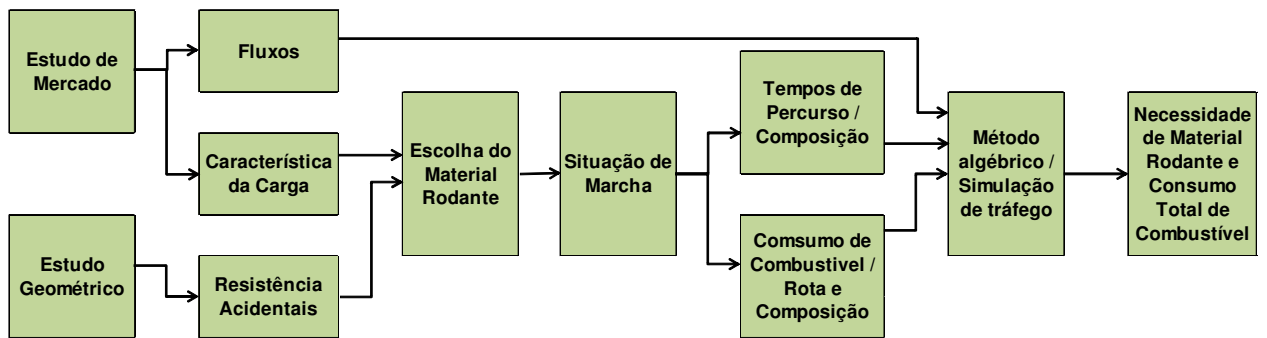 Estudo de
Mercado
Fluxos
Característica
da Carga
Estudo
Geométrico
Resistência
Acidentais
Escolha do
Material
Rodante
Situação de
Marcha
Tempos de
Percurso /
Composição
Comsumo de
Combustivel /
Rota e
Composição
Método
algébrico /
Simulação
de tráfego
Necessidade
de Material
Rodante e
Consumo
Total de
Combustível